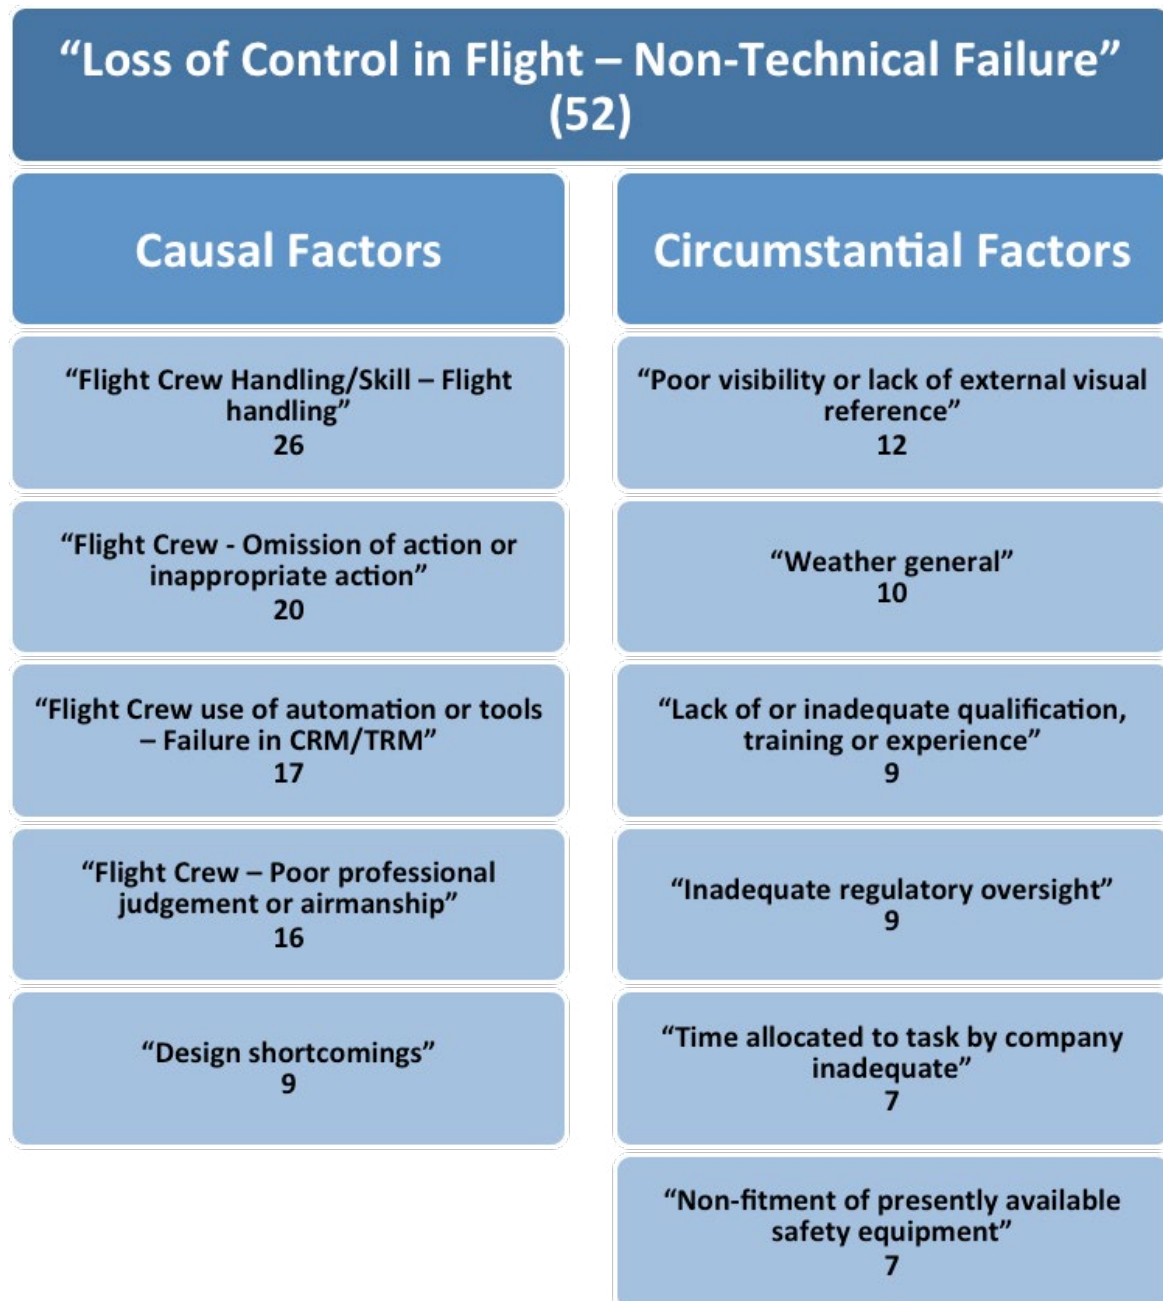 “Loss of Control in Flight – Non-Technical Failure”
(52)
Causal Factors
“Flight Crew Handling/Skill – Flight
handling”
26
“Flight Crew - Omission of action or
inappropriate action”
20
“Flight Crew use of automation or tools
– Failure in CRM/TRM”
17
“Flight Crew – Poor professional
judgement or airmanship”
16
“Design shortcomings”
9
Circumstantial Factors
“Poor visibility or lack of external visual
reference”
12
“Weather general”
10
“Lack of or inadequate qualification,
training or experience”
9
“Inadequate regulatory oversight”
9
“Time allocated to task by company
inadequate”
7
“Non-fitment of presently available
safety equipment”
7